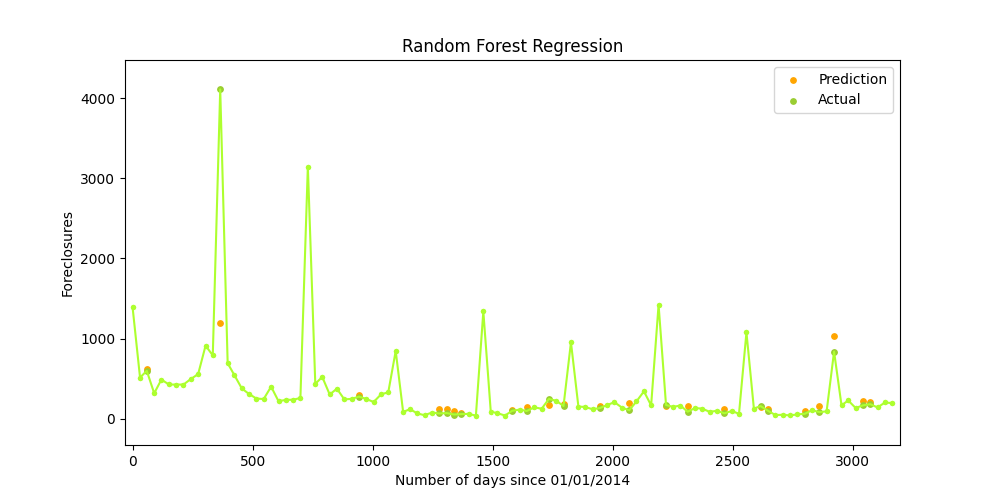 Random Forest Regression
Prediction
Actual
4000
3000
2000
1000
0
Foreclosures
0 500 1000 1500 2000 2500 3000
Number of days since 01/01/2014